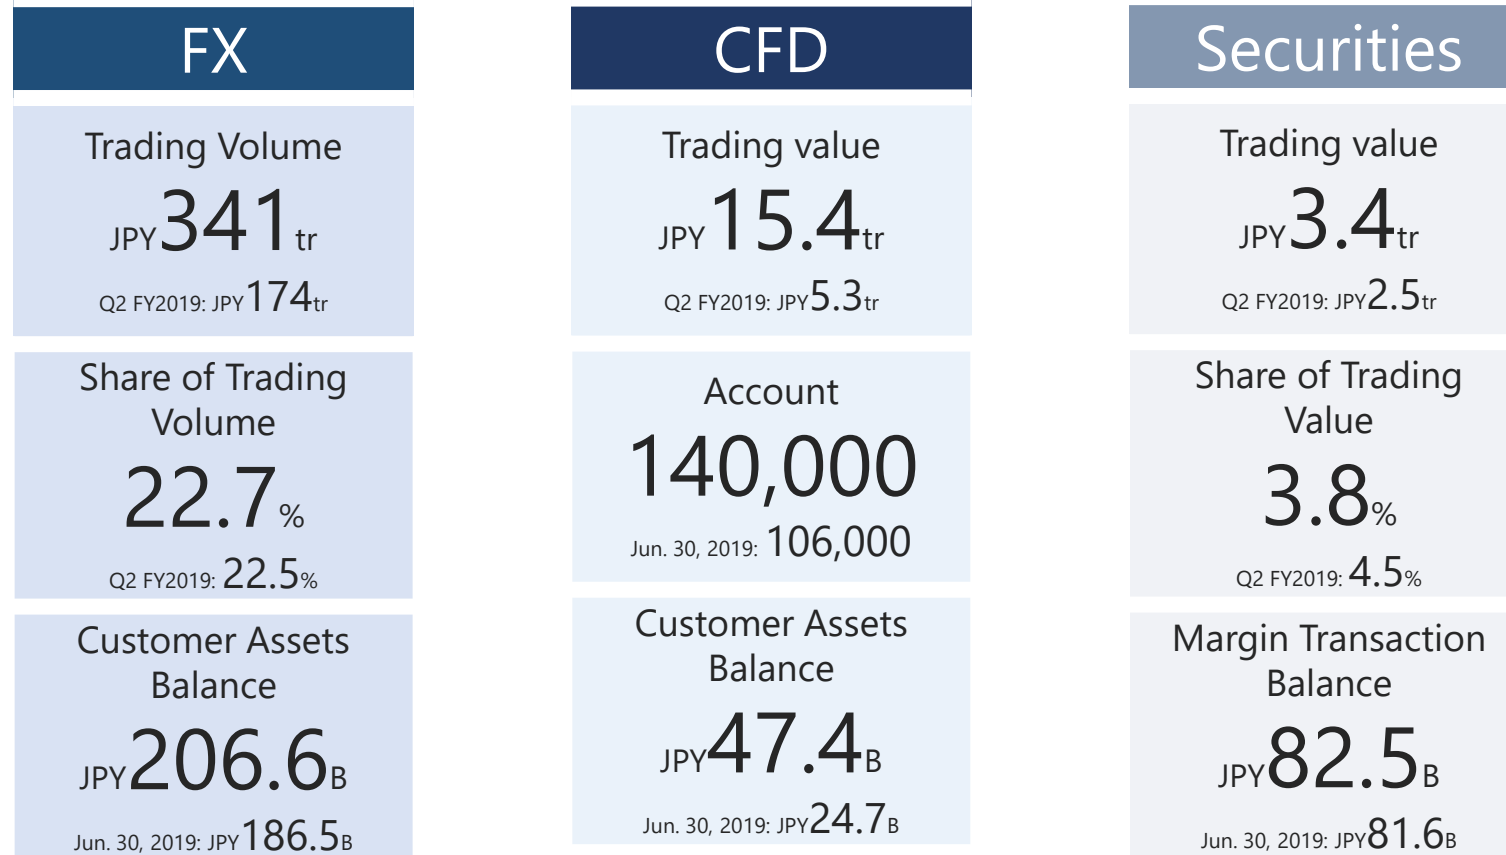 FX
Trading Volume
JPY341tr
Q2 FY2019: JPY174tr
Share of Trading
Volume
22.7%
Q2 FY2019: 22.5%
Customer Assets
Balance
JPY206.6B
Jun. 30, 2019: JPY186.5B
CFD
Trading value
JPY15.4tr
Q2 FY2019: JPY5.3tr
Account
140,000
Jun. 30, 2019: 106,000
Customer Assets
Balance
JPY47.4B
Jun. 30, 2019: JPY24.7B
Securities
Trading value
JPY3.4tr
Q2 FY2019: JPY2.5tr
Share of Trading
Value
3.8%
Q2 FY2019: 4.5%
Margin Transaction
Balance
JPY82.5B
Jun. 30, 2019: JPY81.6B